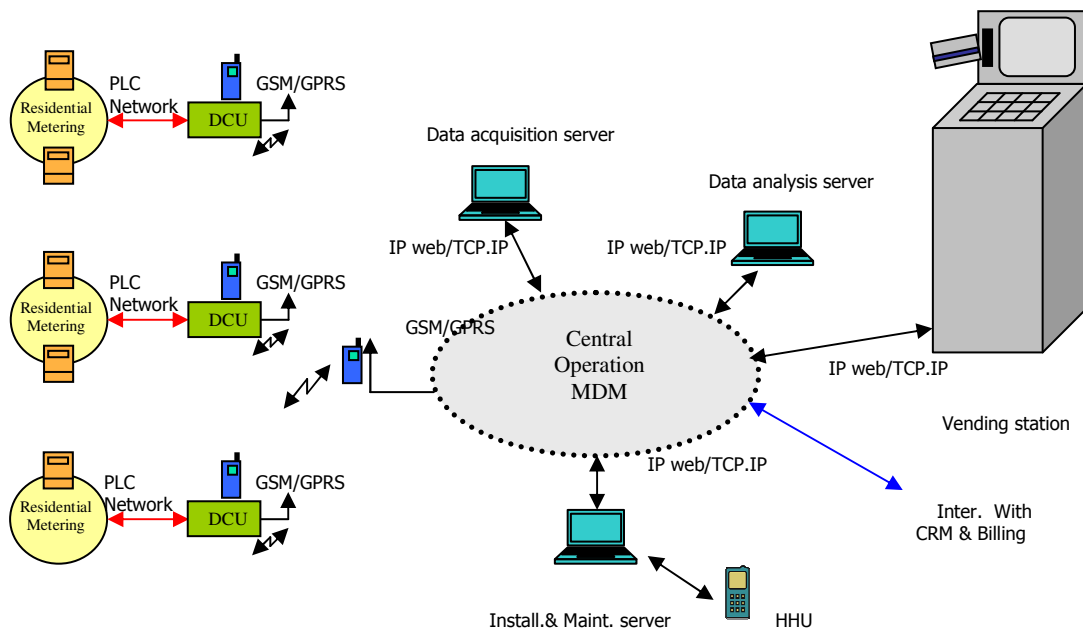 PLC
Network
GSM/GPRS
Residential
Metering
DCU
Data acquisition server
Data analysis server
IP web/TCP.IP
IP web/TCP.IP
PLC
Network
GSM/GPRS
Residential
Metering
DCU
GSM/GPRS
Central
Operation
MDM
IP web/TCP.IP
Vending station
IP web/TCP.IP
PLC
Network
GSM/GPRS
Residential
Metering
DCU
Inter. With
CRM & Billing
Install.& Maint. server
HHU